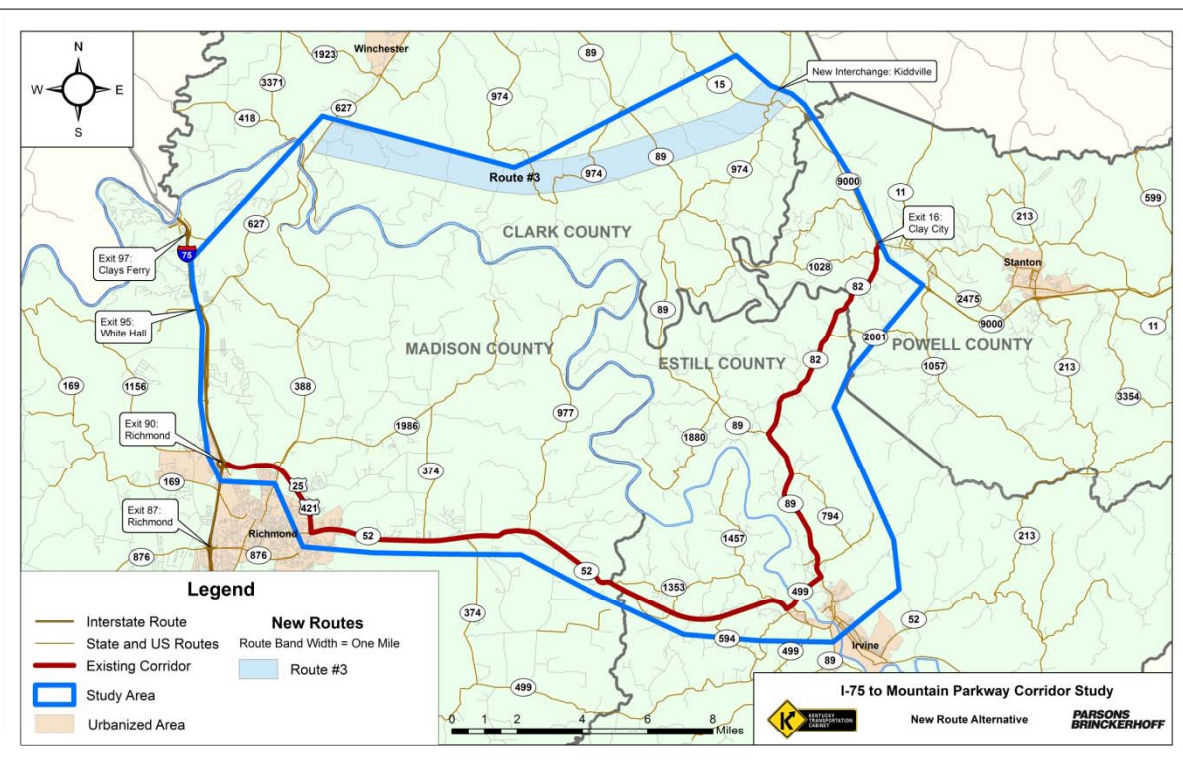 N
W
E
S
Winchester
1923
89
3371
974
15
New Interchange: Kiddville
418
627
Route #3
974
89
974
9000
11
599
627
213
Exit 16:
Clay City
CLARK COUNTY
Exit 97:
Clays Ferry
75
1028
Stanton
82
2475
Exit 95:
White Hall
89
9000
11
2001
MADISON COUNTY
ESTILL COUNTY
POWELL COUNTY
82
1057
213
169
1156
388
3354
977
1986
89
1880
Exit 90:
Richmond
374
169
25
421
89
794
Exit 87:
Richmond
Richmond
52
1457
213
876
876
52
1353
499
374
594
499
52
Irvine
89
499
Legend
Interstate Route
State and US Routes
Existing Corridor
Study Area
Urbanized Area
New Routes
Route Band Width = One Mile
Route #3
0 1 2 4 6 8
Miles
I-75 to Mountain Parkway Corridor Study
New Route Alternative
KENTUCKY
TRANSPORTATION
CABINET
PARSONS
BRINCKERHOFF